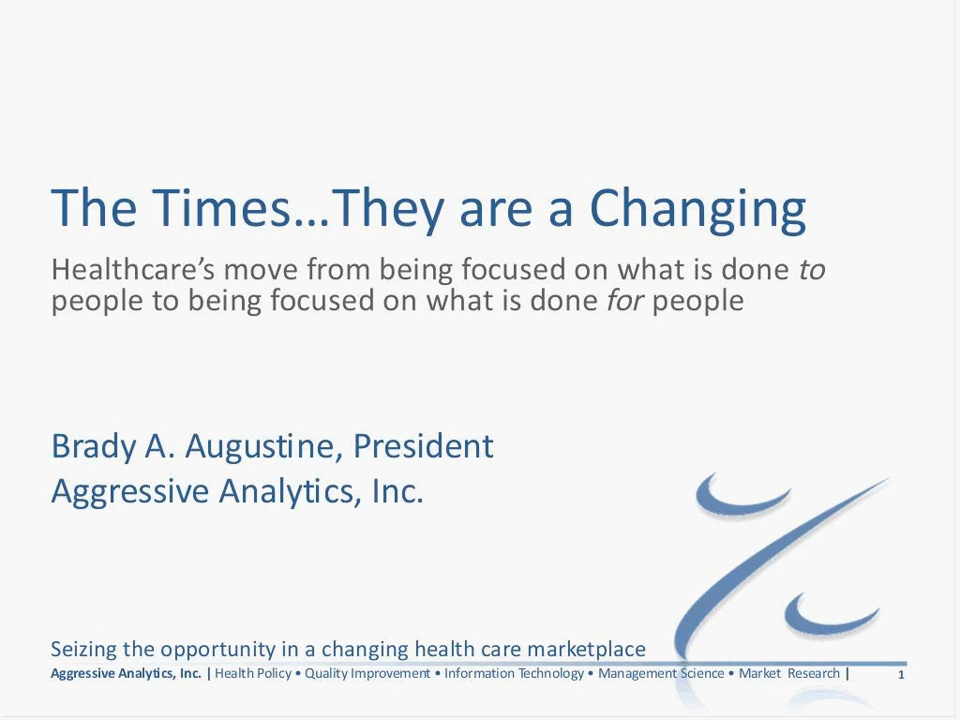 The Times…They are a Changing
Healthcare’s move from being focused on what is done to
people to being focused on what is done for people
Brady A. Augustine, President
Aggressive Analytics, Inc.
Seizing the opportunity in a changing health care marketplace
Aggressive Analytics, Inc. | Health Policy • Quality Improvement • Information Technology • Management Science • Market Research | 1